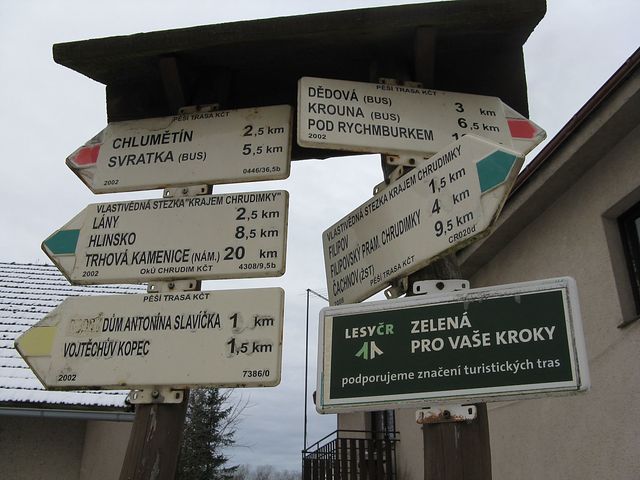 PĚŠÍ TRASA KČT
CHLUMĚTÍN 2,5 km
SVRATKA (BUS) 5,5 km
2002 0446/36,5b
VLASTIVĚDNÁ STEZKA "KRAJEM CHRUDIMKY"
LÁNY 2,5 km
HLINSKO 8,5 km
TRHOVÁ KAMENICE (NÁM.) 20 km
2002 OKÚ CHRUDIM KČT 4308/9,5b
PĚŠÍ TRASA KČT
DŮM ANTONÍNA SLAVÍČKA 1 km
VOJTĚCHŮV KOPEC 1,5 km
2002 7386/0
PĚŠÍ TRASA KČT
DĚDOVÁ (BUS) 3 km
KROUNA (BUS) 6,5 km
POD RYCHMBURKEM
2002
VLASTIVĚDNÁ STEZKA KRAJEM CHRUDIMKY
FILIPOV 1,5 km
FILIPOVSKÝ PRAM. CHRUDIMKY 4 km
ČACHNOV (ŽST) 9,5 km
2009 PĚŠÍ TRASA KČT CR020d
LESY ČR
ZELENÁ
PRO VAŠE KROKY
podporujeme značení turistických tras